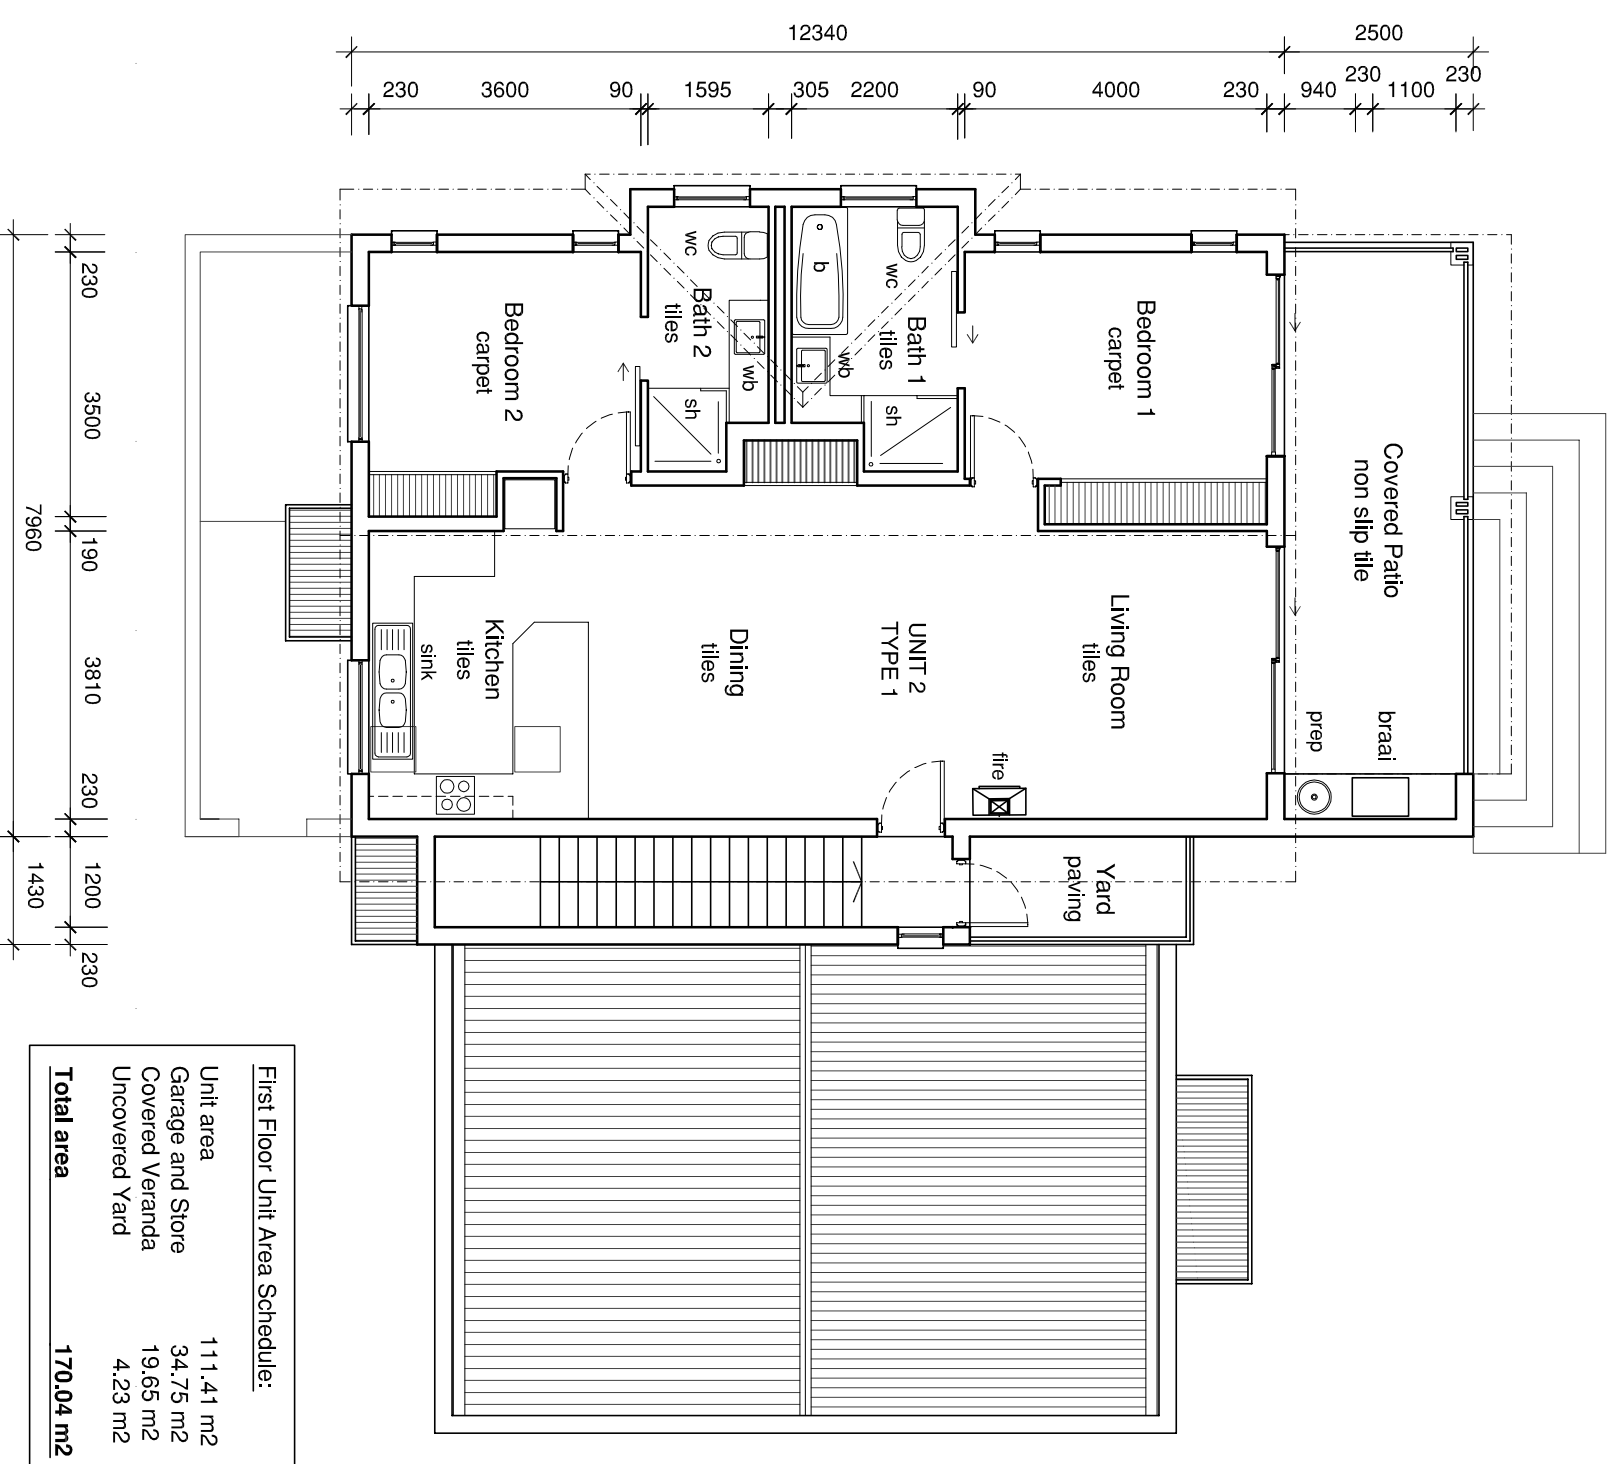 12340
2500
230
3600
90
1595
305
2200
90
4000
230
940
230
1100
230
230
3500
190
3810
230
1200
230
7960
1430
Bedroom 2
carpet
wc
Bath 2
tiles
wb
sh
b
wc
Bath 1
tiles
wb
sh
Bedroom 1
carpet
Covered Patio
non slip tile
Kitchen
tiles
sink
Dining
tiles
UNIT 2
TYPE 1
Living Room
tiles
fire
braai
prep
Yard
paving
First Floor Unit Area Schedule:
Unit area 111.41 m2
Garage and Store 34.75 m2
Covered Veranda 19.65 m2
Uncovered Yard 4.23 m2
Total area 170.04 m2